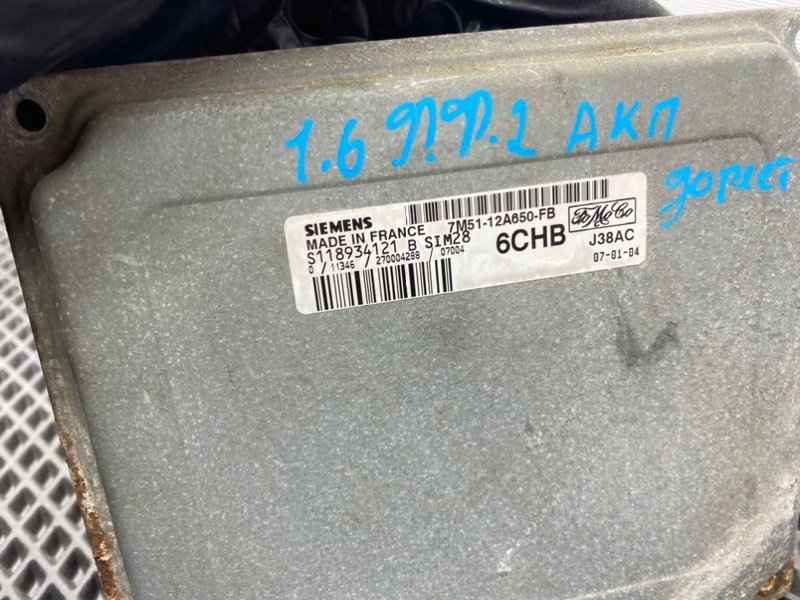 1.6 Ф.Ф.2 АКП
дорест
SIEMENS 7M51-12A650-FB FoMoCo
MADE IN FRANCE
S118934121 B SIM28 6CHB J38AC
0 / 11346 / 270004288 / 07004 07-01-04